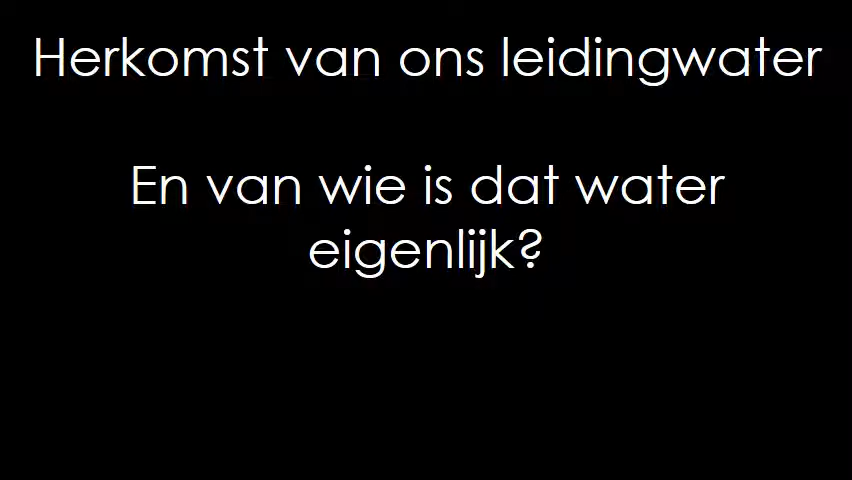 Herkomst van ons leidingwater
En van wie is dat water
eigenlijk?